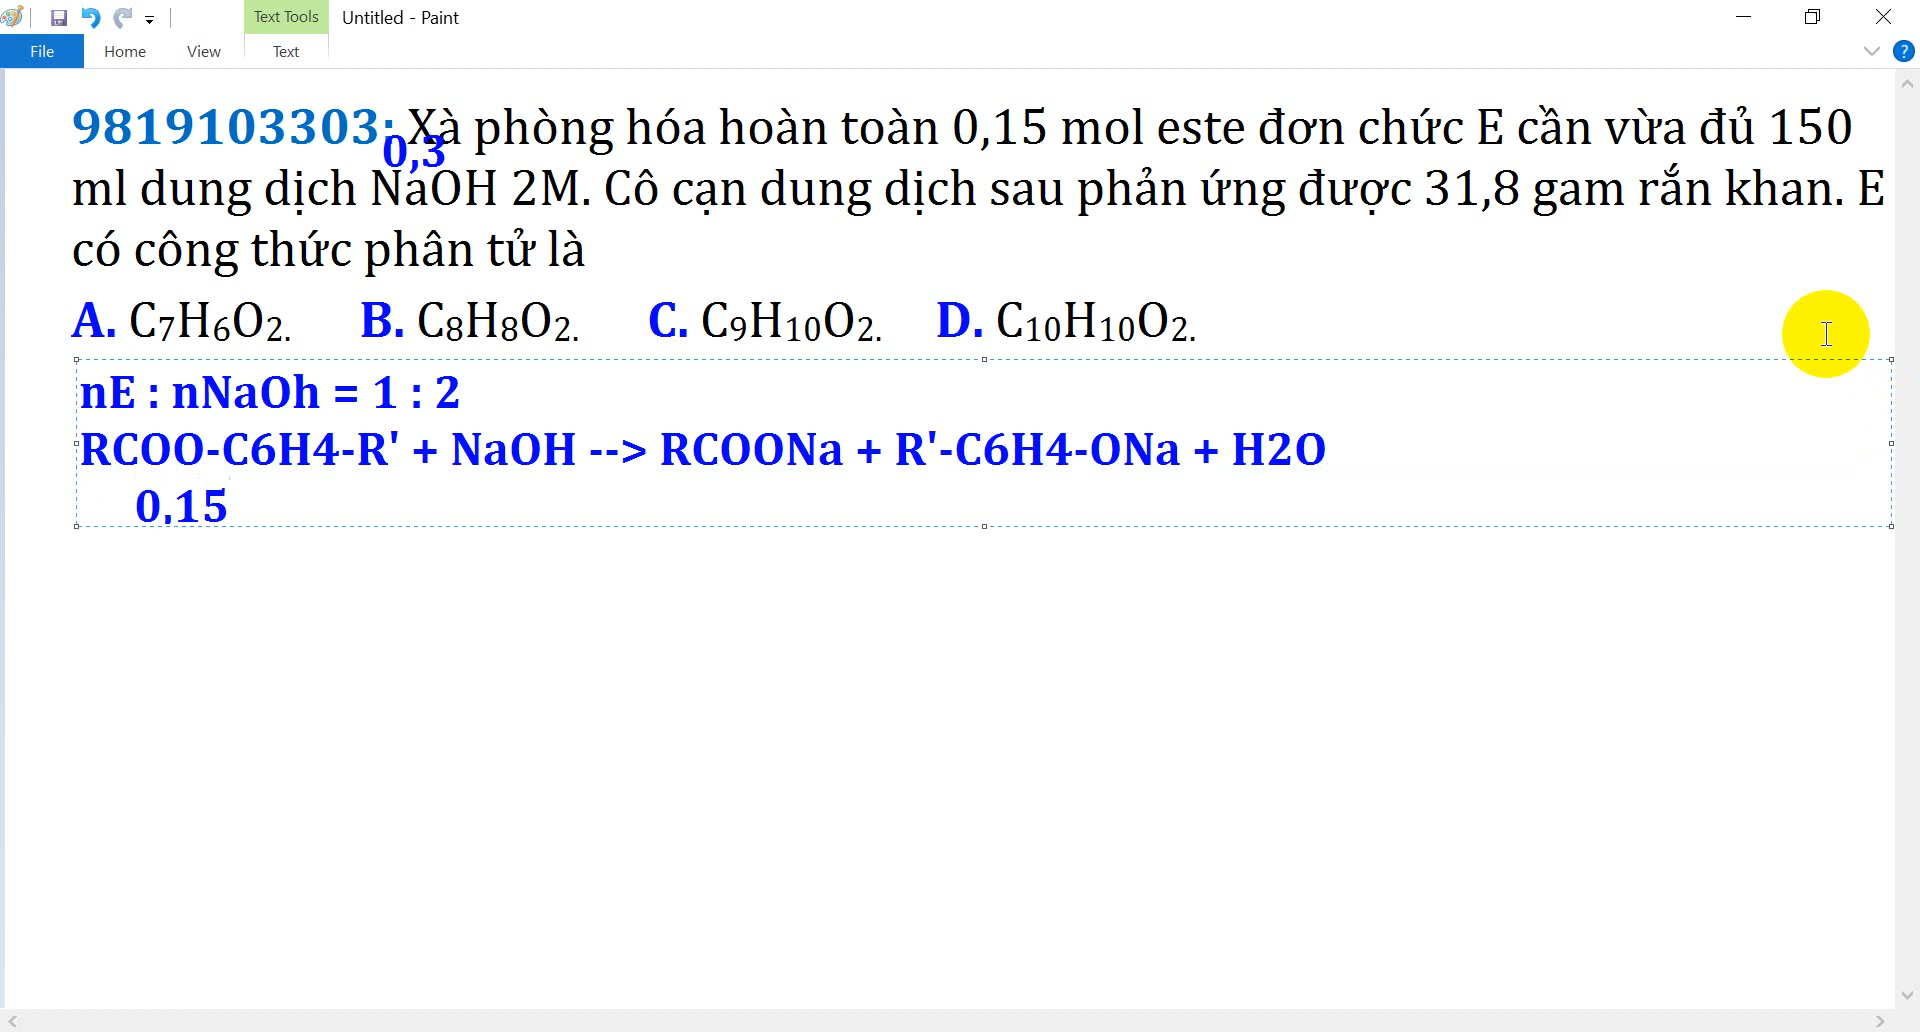 Text Tools
Untitled - Paint
File
Home
View
Text
9819103303: Xà phòng hóa hoàn toàn 0,15 mol este đơn chức E cần vừa đủ 150
0,3
ml dung dịch NaOH 2M. Cô cạn dung dịch sau phản ứng được 31,8 gam rắn khan. E
có công thức phân tử là
A. C7H6O2. B. C8H8O2. C. C9H10O2. D. C10H10O2.
nE : nNaOh = 1 : 2
RCOO-C6H4-R' + NaOH --> RCOONa + R'-C6H4-ONa + H2O
0,15